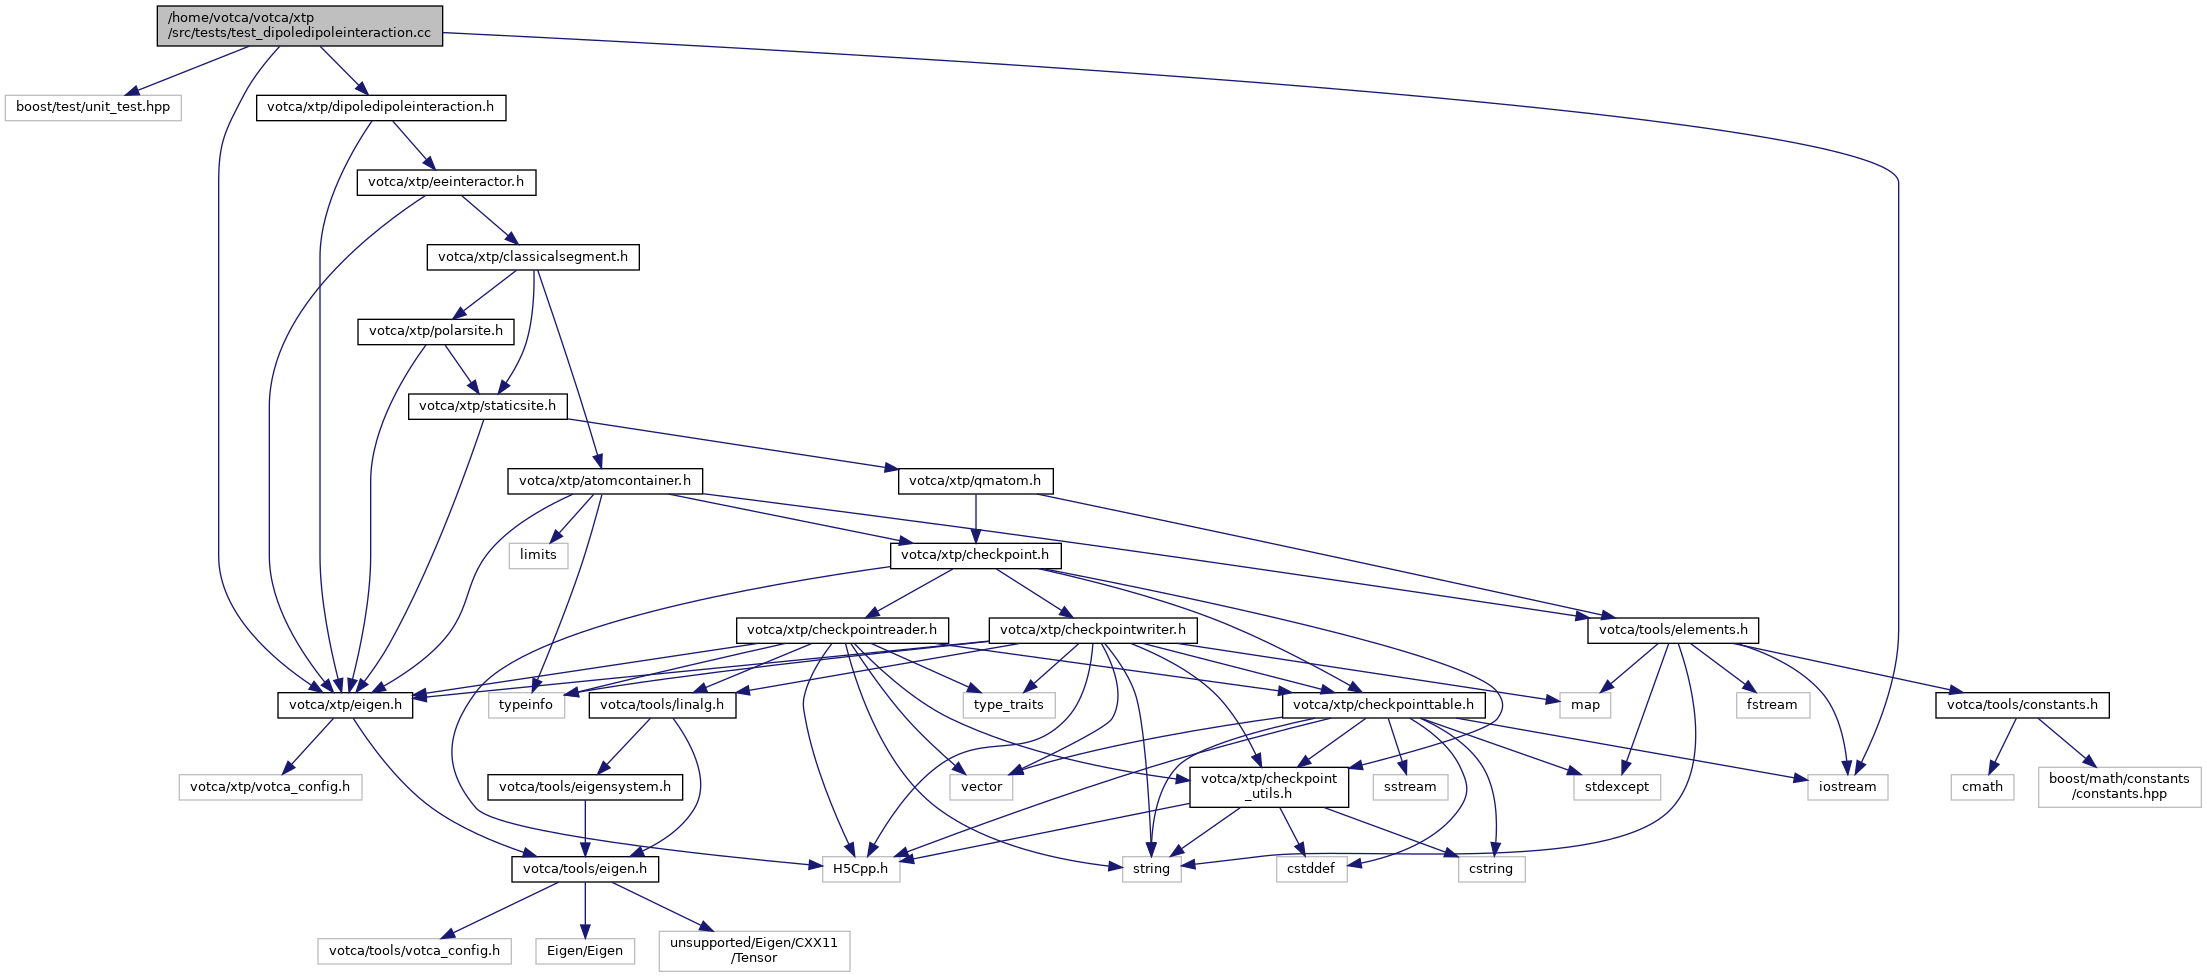 /home/votca/votca/xtp
/src/tests/test_dipoledipoleinteraction.cc
boost/test/unit_test.hpp
votca/xtp/dipoledipoleinteraction.h
votca/xtp/eeinteractor.h
votca/xtp/classicalsegment.h
votca/xtp/polarsite.h
votca/xtp/staticsite.h
votca/xtp/atomcontainer.h
votca/xtp/qmatom.h
limits
votca/xtp/checkpoint.h
votca/xtp/checkpointreader.h
votca/xtp/checkpointwriter.h
votca/tools/elements.h
votca/xtp/eigen.h
typeinfo
votca/tools/linalg.h
type_traits
votca/xtp/checkpointtable.h
map
fstream
votca/tools/constants.h
votca/xtp/votca_config.h
votca/tools/eigensystem.h
vector
votca/xtp/checkpoint
_utils.h
sstream
stdexcept
iostream
cmath
boost/math/constants
/constants.hpp
votca/tools/eigen.h
H5Cpp.h
string
cstddef
cstring
votca/tools/votca_config.h
Eigen/Eigen
unsupported/Eigen/CXX11
/Tensor